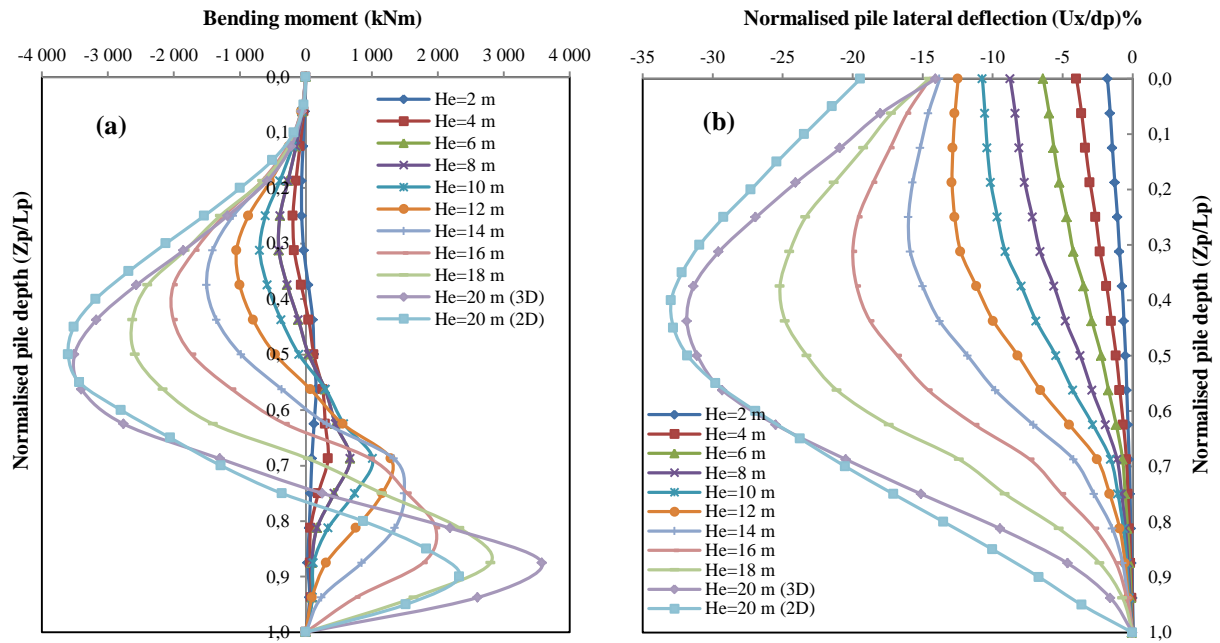 Bending moment (kNm)
-4 000 -3 000 -2 000 -1 000 0 1 000 2 000 3 000 4 000
Normalised pile depth (Zp/Lp)
0,0
0,1
0,2
0,3
0,4
0,5
0,6
0,7
0,8
0,9
1,0
(a)
He=2 m
He=4 m
He=6 m
He=8 m
He=10 m
He=12 m
He=14 m
He=16 m
He=18 m
He=20 m (3D)
He=20 m (2D)
Normalised pile lateral deflection (Ux/dp)%
-35 -30 -25 -20 -15 -10 -5 0
(b)
He=2 m
He=4 m
He=6 m
He=8 m
He=10 m
He=12 m
He=14 m
He=16 m
He=18 m
He=20 m (3D)
He=20 m (2D)
0,0
0,1
0,2
0,3
0,4
0,5
0,6
0,7
0,8
0,9
1,0
Normalised pile depth (Zp/Lp)